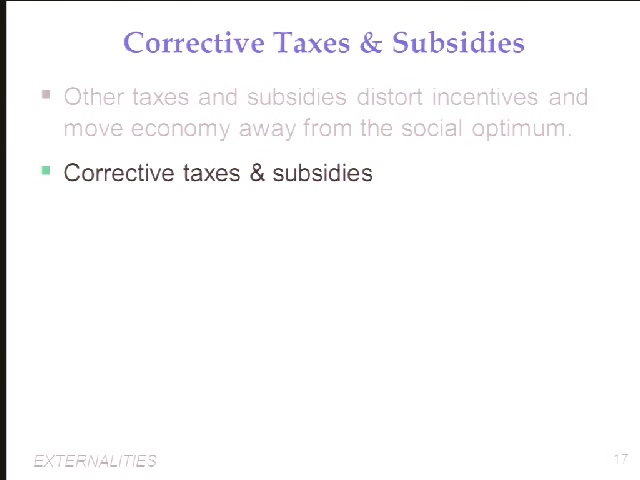 Corrective Taxes & Subsidies
▪ Other taxes and subsidies distort incentives and
move economy away from the social optimum.
▪ Corrective taxes & subsidies
EXTERNALITIES
17